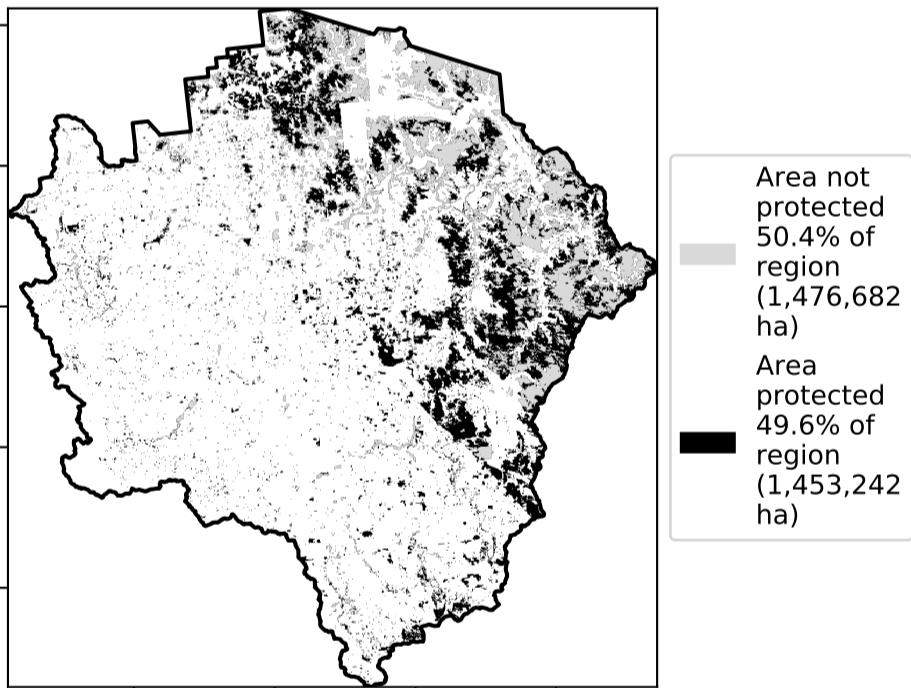 Area not
protected
50.4% of
region
(1,476,682
ha)
Area
protected
49.6% of
region
(1,453,242
ha)